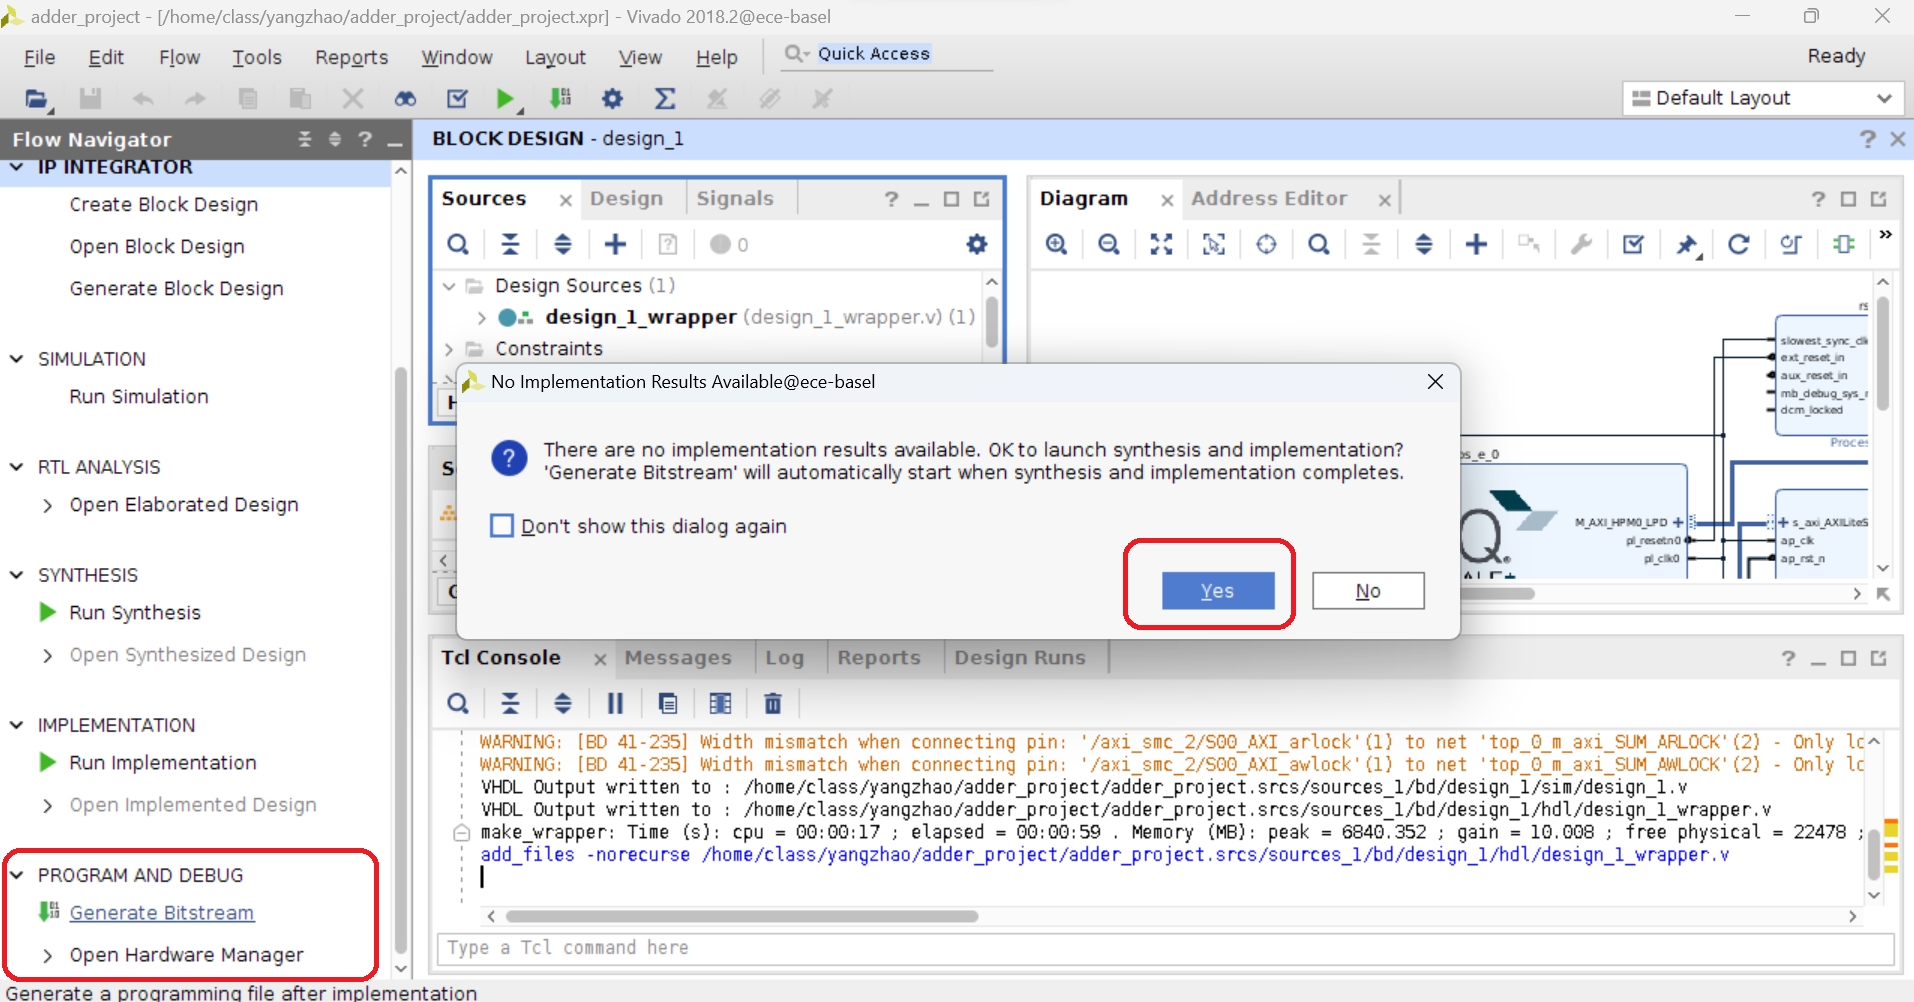 adder_project - [/home/class/yangzhao/adder_project/adder_project.xpr] - Vivado 2018.2@ece-basel
File Edit Flow Tools Reports Window Layout View Help Quick Access Ready
Default Layout
Flow Navigator
BLOCK DESIGN - design_1
IP INTEGRATOR
Create Block Design
Open Block Design
Generate Block Design
SIMULATION
Run Simulation
RTL ANALYSIS
Open Elaborated Design
SYNTHESIS
Run Synthesis
Open Synthesized Design
IMPLEMENTATION
Run Implementation
Open Implemented Design
PROGRAM AND DEBUG
Generate Bitstream
Open Hardware Manager
Generate a programming file after implementation
Sources Design Signals
0
Design Sources (1)
design_1_wrapper (design_1_wrapper.v) (1)
Constraints
Diagram Address Editor
slowest_sync_clk
ext_reset_in
aux_reset_in
mb_debug_sys_r
dcm_locked
Proces
ps_e_0
M_AXI_HPM0_LPD
pl_resetn0
pl_clk0
s_axi_AXILiteS
ap_clk
ap_rst_n
No Implementation Results Available@ece-basel
There are no implementation results available. OK to launch synthesis and implementation?
'Generate Bitstream' will automatically start when synthesis and implementation completes.
Don't show this dialog again
Yes No
Tcl Console Messages Log Reports Design Runs
WARNING: [BD 41-235] Width mismatch when connecting pin: '/axi_smc_2/S00_AXI_arlock'(1) to net 'top_0_m_axi_SUM_ARLOCK'(2) - Only lo
WARNING: [BD 41-235] Width mismatch when connecting pin: '/axi_smc_2/S00_AXI_awlock'(1) to net 'top_0_m_axi_SUM_AWLOCK'(2) - Only lo
VHDL Output written to : /home/class/yangzhao/adder_project/adder_project.srcs/sources_1/bd/design_1/sim/design_1.v
VHDL Output written to : /home/class/yangzhao/adder_project/adder_project.srcs/sources_1/bd/design_1/hdl/design_1_wrapper.v
make_wrapper: Time (s): cpu = 00:00:17 ; elapsed = 00:00:59 . Memory (MB): peak = 6840.352 ; gain = 10.008 ; free physical = 22478 ;
add_files -norecurse /home/class/yangzhao/adder_project/adder_project.srcs/sources_1/bd/design_1/hdl/design_1_wrapper.v
Type a Tcl command here